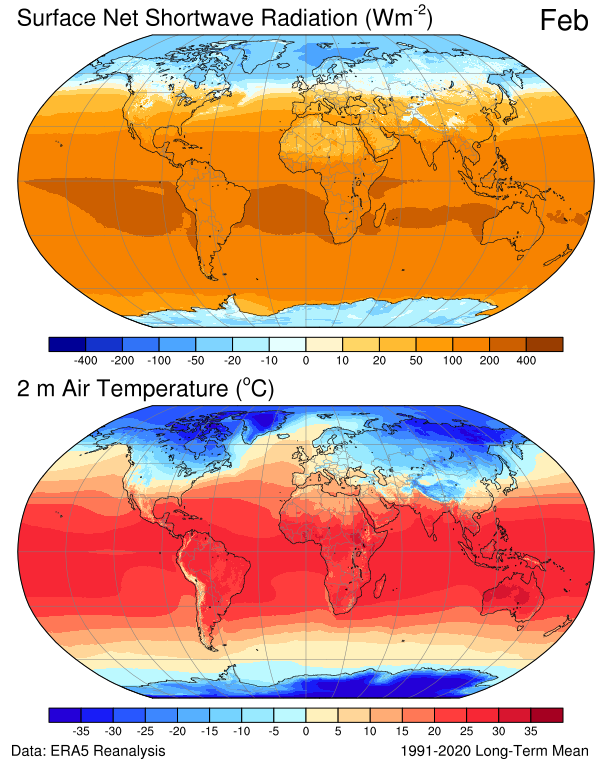 Surface Net Shortwave Radiation (Wm⁻²) Feb
-400 -200 -100 -50 -20 -10 0 10 20 50 100 200 400
2 m Air Temperature (°C)
-35 -30 -25 -20 -15 -10 -5 0 5 10 15 20 25 30 35
Data: ERA5 Reanalysis 1991-2020 Long-Term Mean